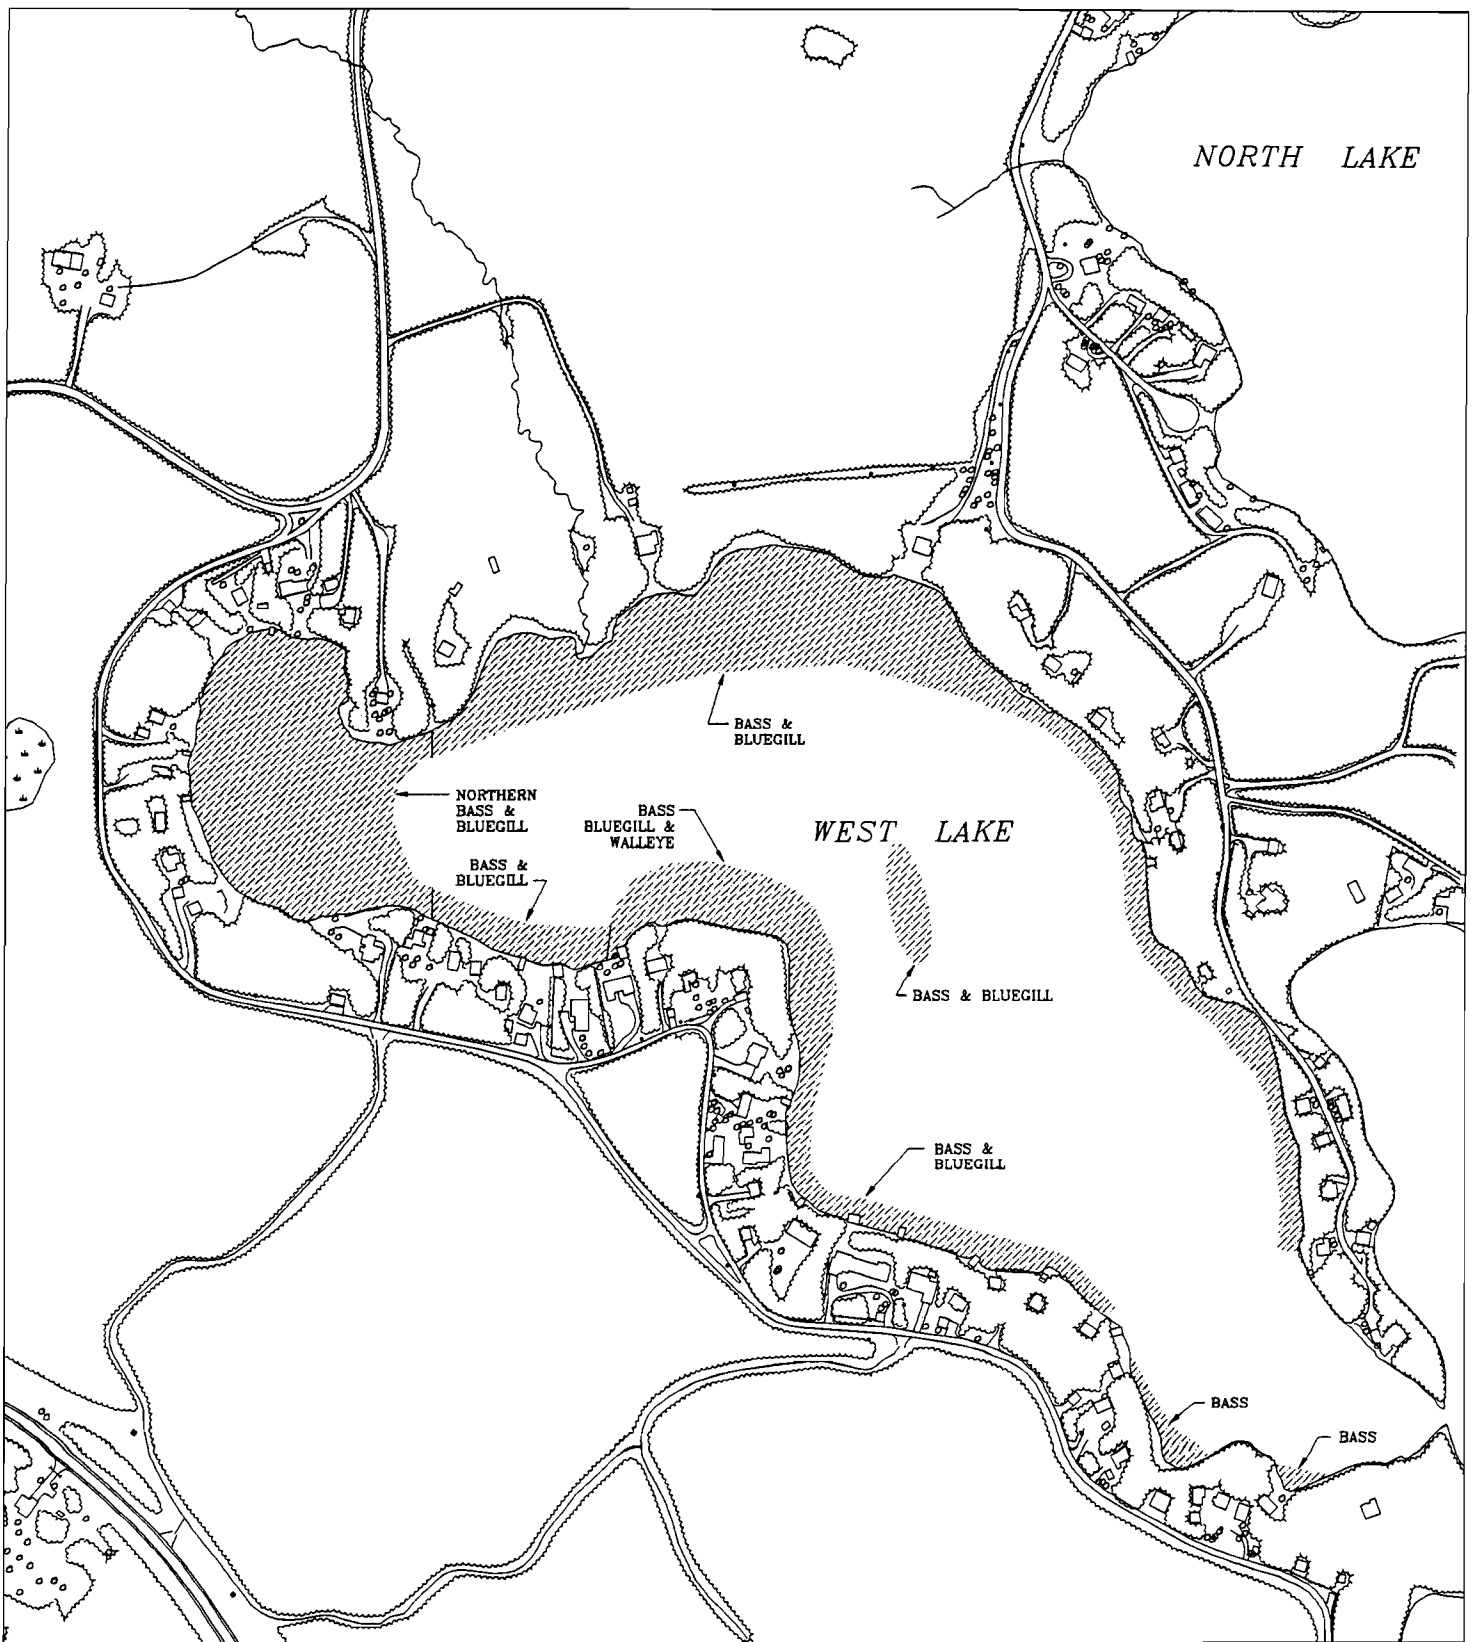 NORTH LAKE
BASS &
BLUEGILL
NORTHERN
BASS &
BLUEGILL
BASS
BLUEGILL &
WALLEYE
WEST LAKE
BASS &
BLUEGILL
BASS & BLUEGILL
BASS &
BLUEGILL
BASS
BASS